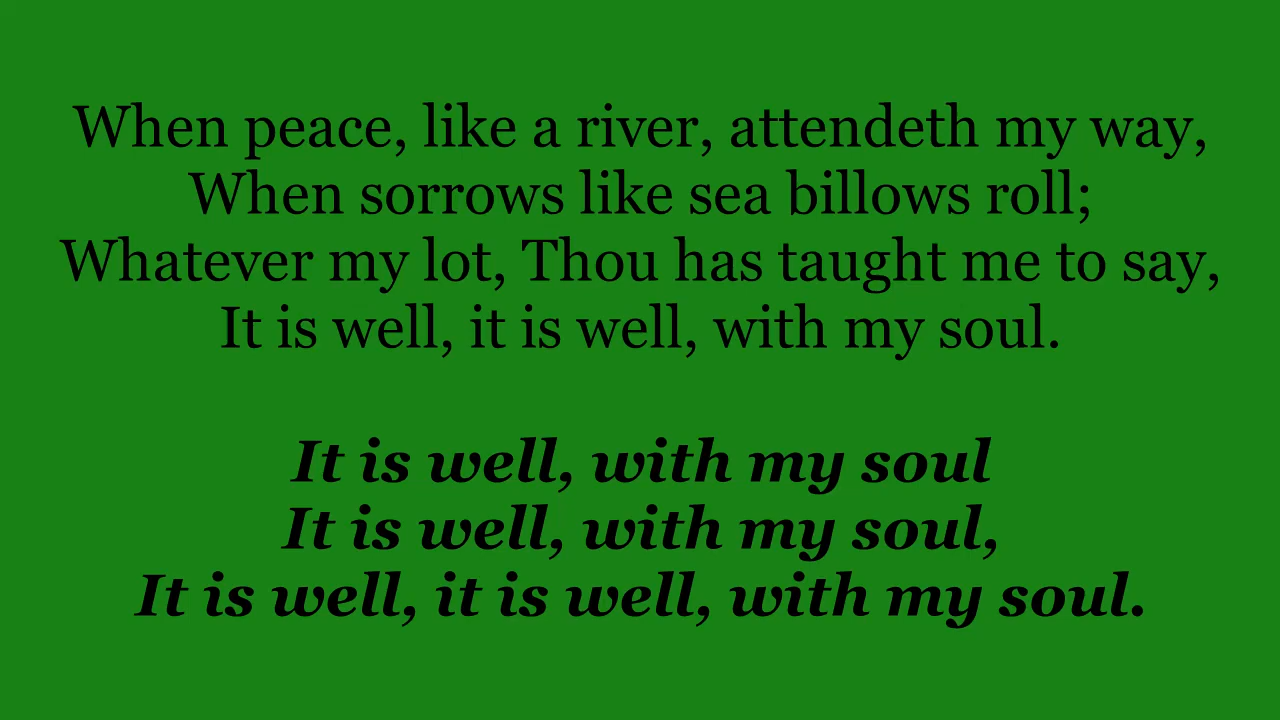 When peace, like a river, attendeth my way,
When sorrows like sea billows roll;
Whatever my lot, Thou has taught me to say,
It is well, it is well, with my soul.
It is well, with my soul
It is well, with my soul,
It is well, it is well, with my soul.